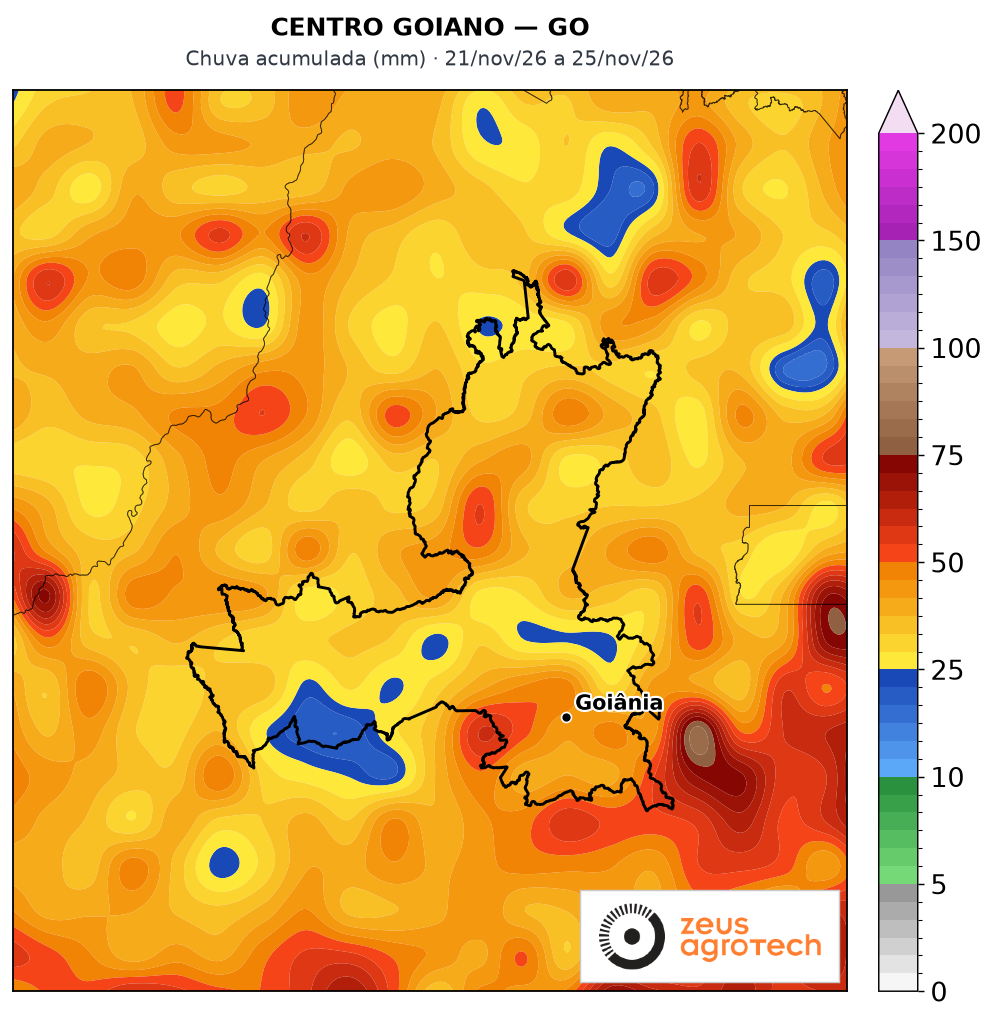 CENTRO GOIANO — GO
Chuva acumulada (mm) · 21/nov/26 a 25/nov/26
200
150
100
75
50
25
10
5
0
Goiânia
zeus
agrotech